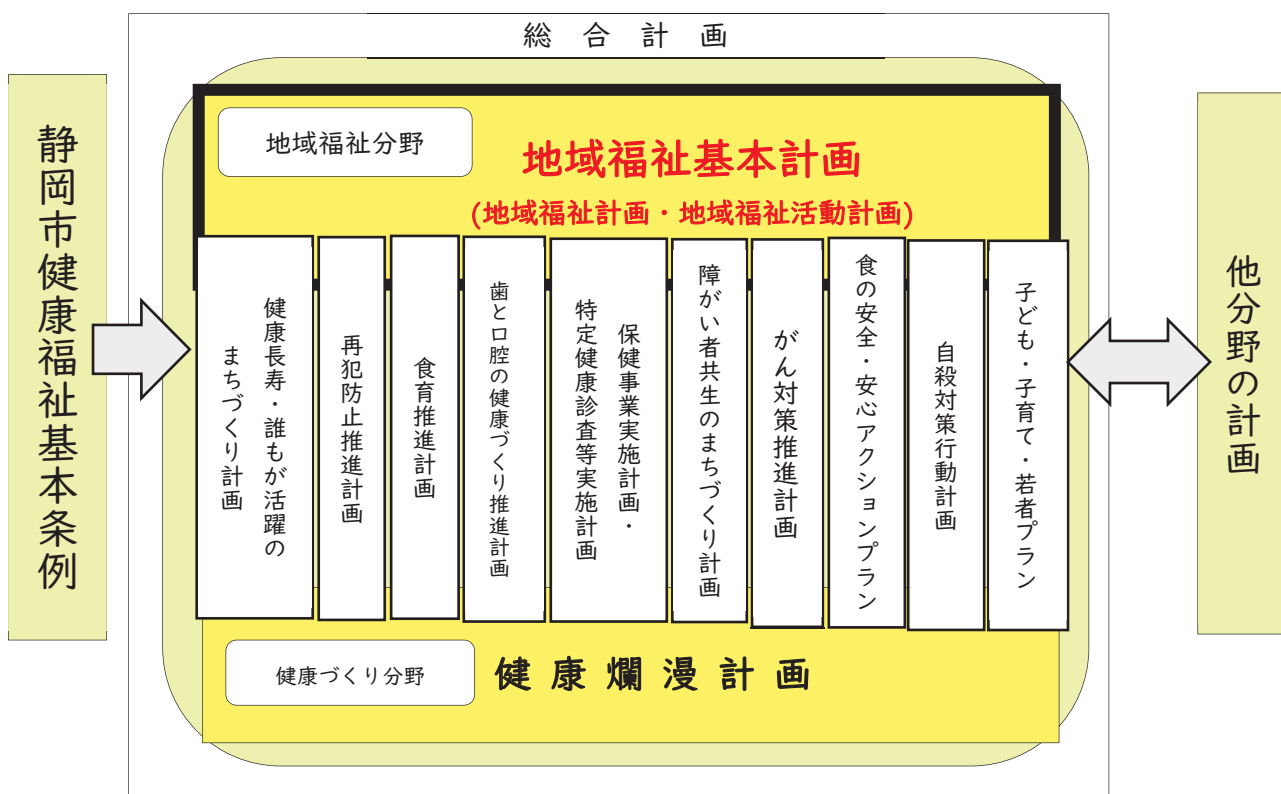 総合計画
静岡市健康福祉基本条例
地域福祉分野
地域福祉基本計画
(地域福祉計画・地域福祉活動計画)
健康長寿・誰もが活躍の
まちづくり計画
再犯防止推進計画
食育推進計画
歯と口腔の健康づくり推進計画
保健事業実施計画・
特定健康診査等実施計画
障がい者共生のまちづくり計画
がん対策推進計画
食の安全・安心アクションプラン
自殺対策行動計画
子ども・子育て・若者プラン
健康づくり分野
健康爛漫計画
他分野の計画